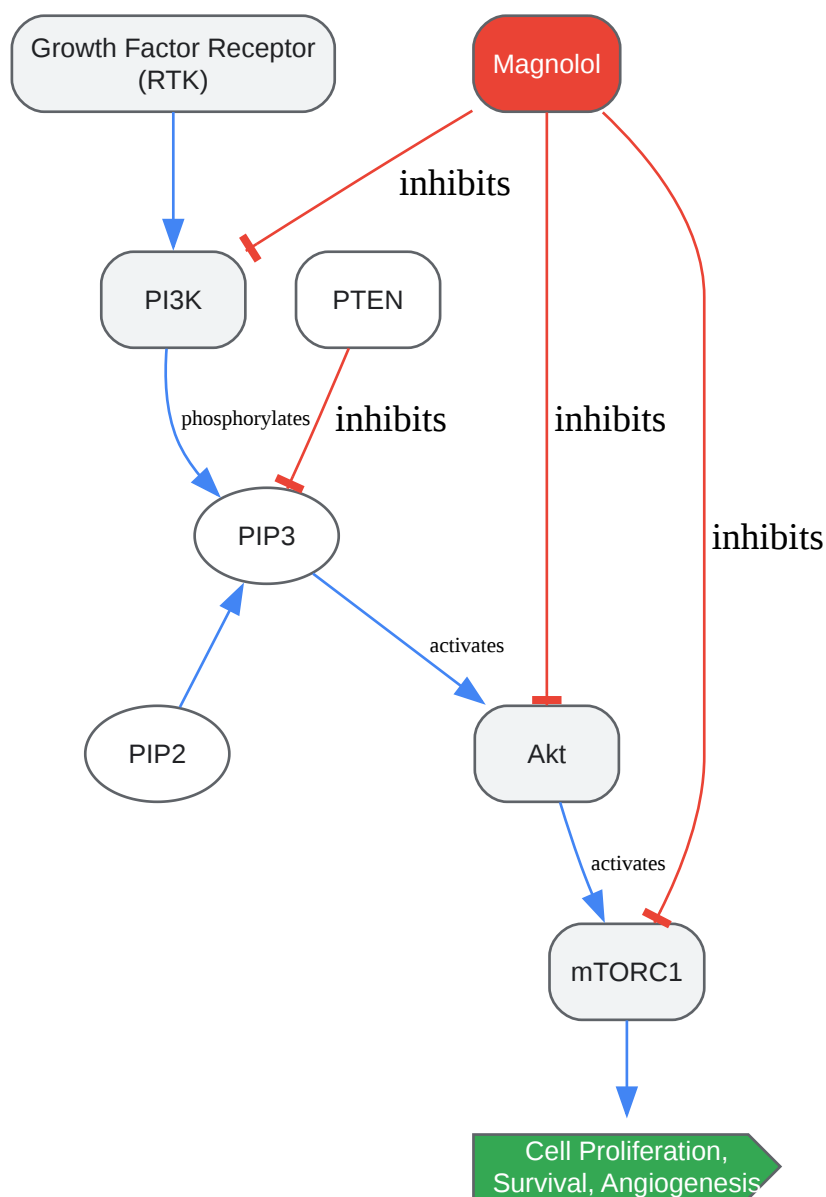 Growth Factor Receptor
(RTK)
Magnolol
inhibits
PI3K
PTEN
phosphorylates
inhibits
inhibits
PIP3
inhibits
activates
PIP2
Akt
activates
mTORC1
Cell Proliferation,
Survival, Angiogenesis